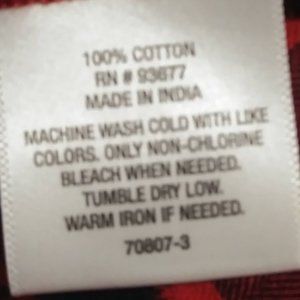 100% COTTON
RN # 93677
MADE IN INDIA
MACHINE WASH COLD WITH LIKE
COLORS. ONLY NON-CHLORINE
BLEACH WHEN NEEDED.
TUMBLE DRY LOW.
WARM IRON IF NEEDED.
70807-3